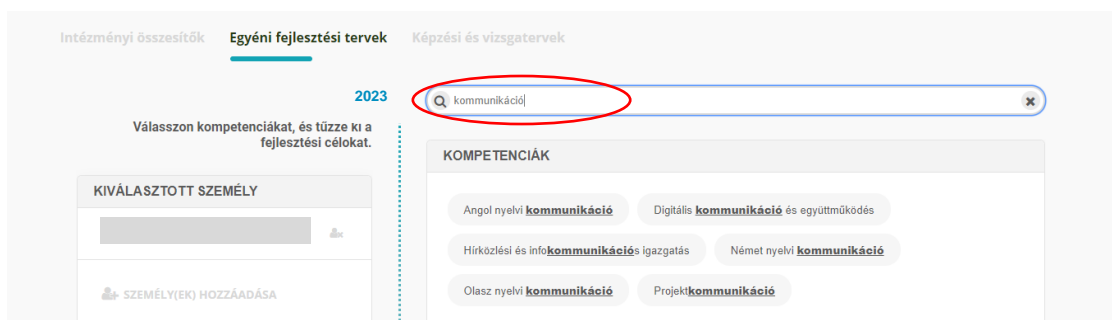 Intézményi összesítők Egyéni fejlesztési tervek Képzési és vizsgatervek
2023
Válasszon kompetenciákat, és tűzze ki a
fejlesztési célokat.
KIVÁLASZTOTT SZEMÉLY
SZEMÉLY(EK) HOZZÁADÁSA
kommunikáció
KOMPETENCIÁK
Angol nyelvi kommunikáció Digitális kommunikáció és együttműködés
Hírközlési és infokommunikációs igazgatás Német nyelvi kommunikáció
Olasz nyelvi kommunikáció Projektkommunikáció